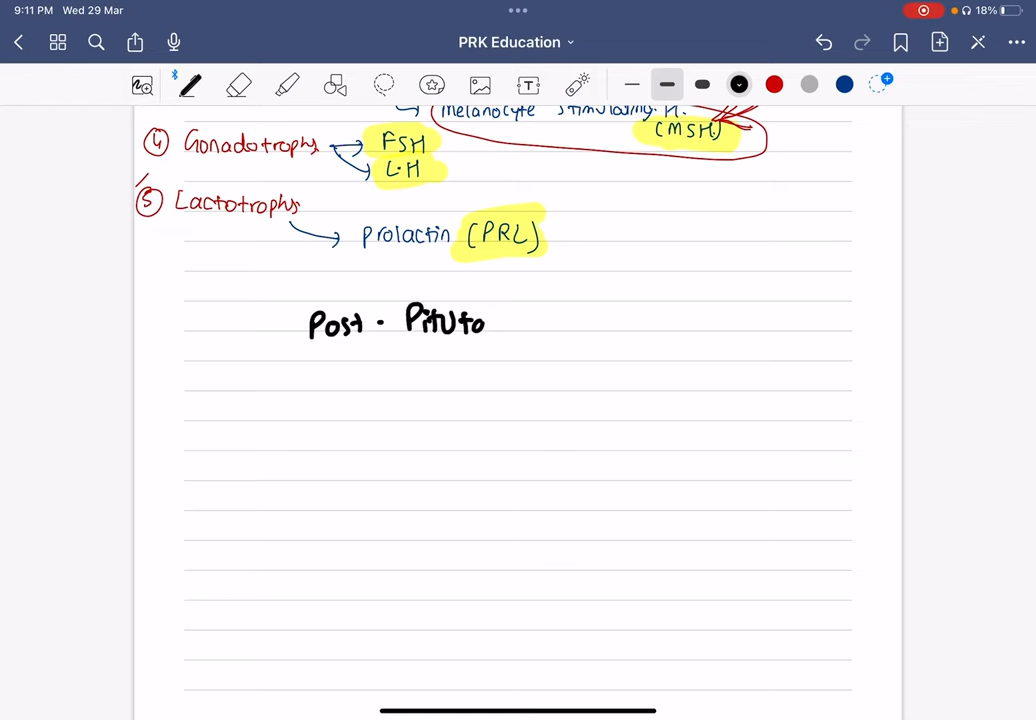 9:11 PM Wed 29 Mar
18%
PRK Education
T
Melanocyte stimulating. H.
(MSH)
④ Gonadotrophs FSH
L.H
⑤ Lactotrophs
prolactin (PRL)
Post. Pituto